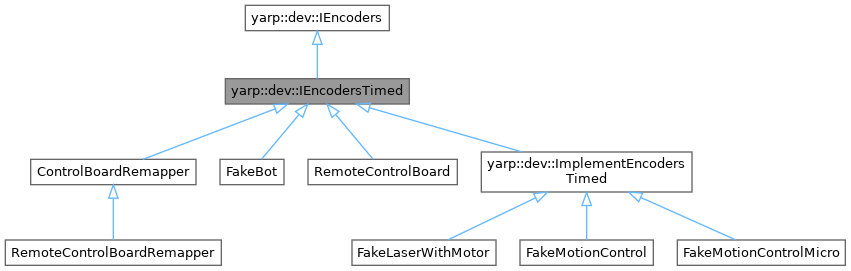 yarp::dev::IEncoders
yarp::dev::IEncodersTimed
ControlBoardRemapper
FakeBot
RemoteControlBoard
yarp::dev::ImplementEncoders
Timed
RemoteControlBoardRemapper
FakeLaserWithMotor
FakeMotionControl
FakeMotionControlMicro